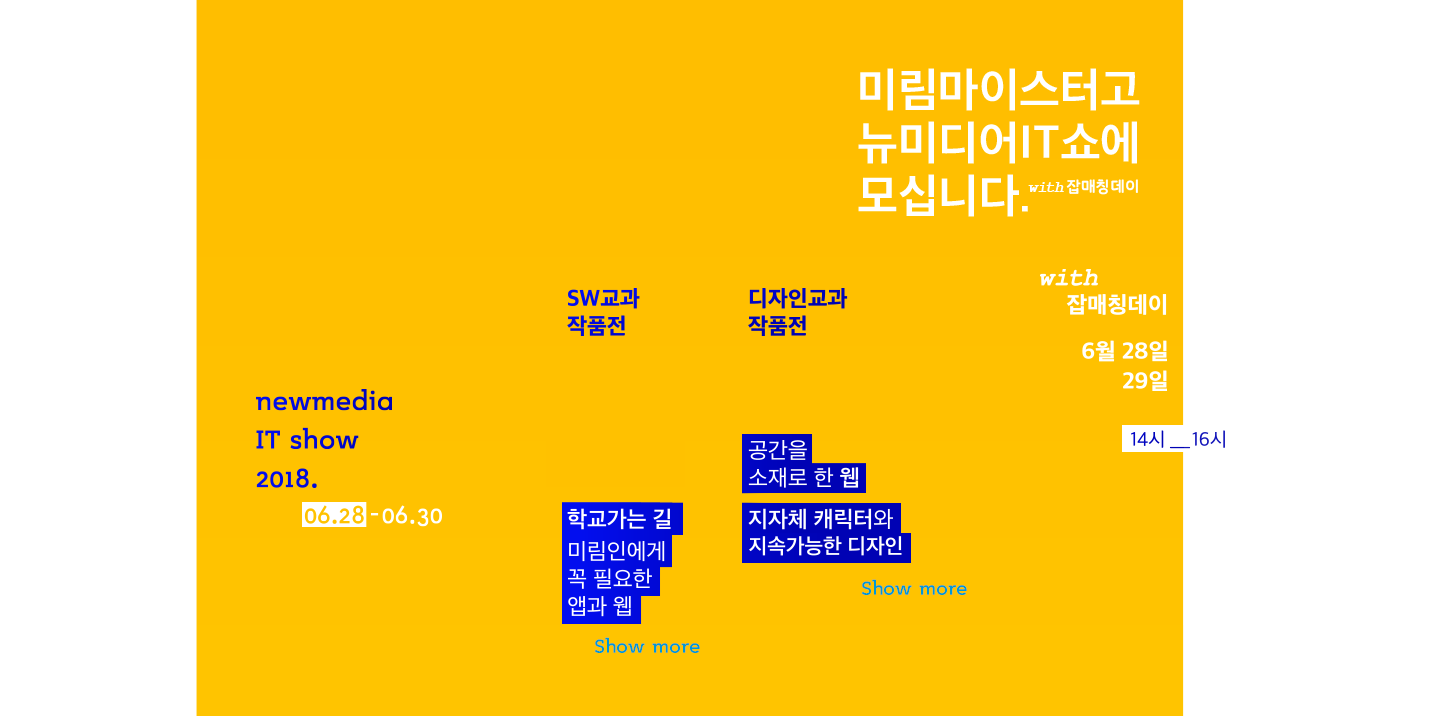 미림마이스터고
뉴미디어IT쇼에
모십니다. with 잡매칭데이
with
잡매칭데이
6월 28일
29일
14시 __16시
SW교과
작품전
디자인교과
작품전
newmedia
IT show
2018.
06.28-06.30
학교가는 길
미림인에게
꼭 필요한
앱과 웹
Show more
공간을
소재로 한 웹
지자체 캐릭터와
지속가능한 디자인
Show more